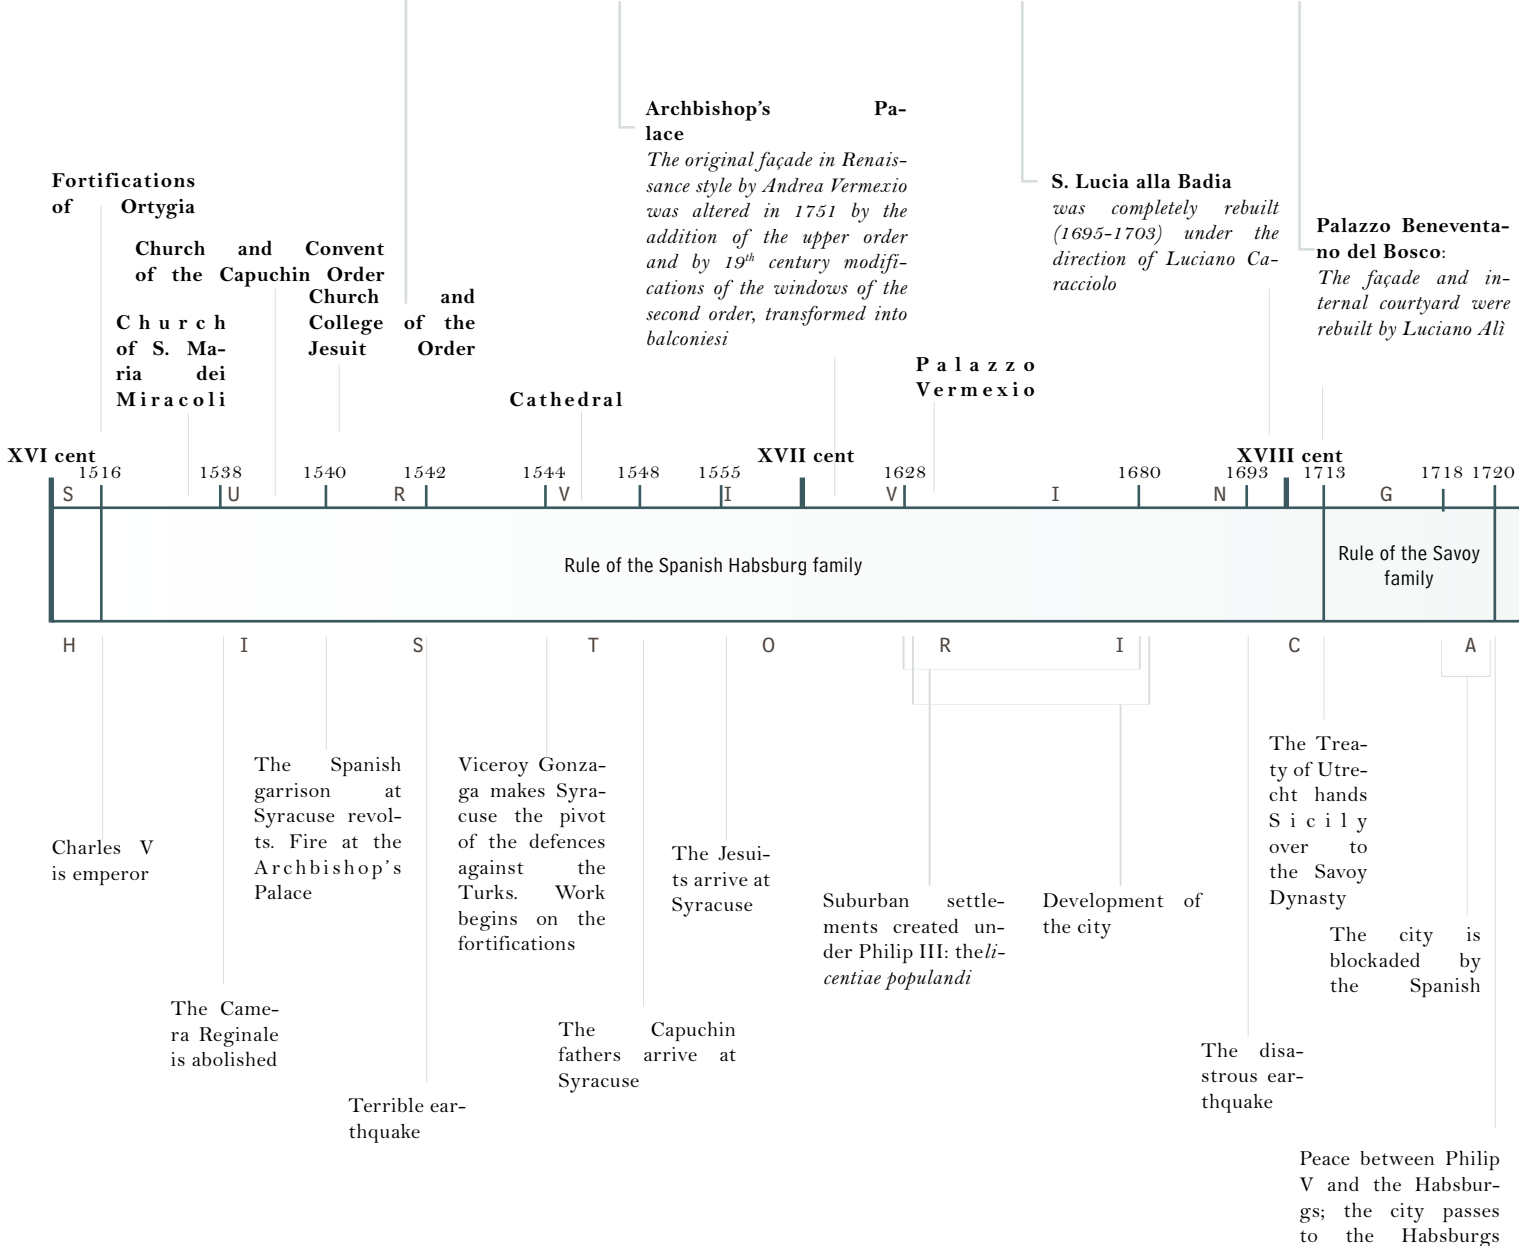 Archbishop's Pa-
lace
The original façade in Renais-
sance style by Andrea Vermexio
was altered in 1751 by the
addition of the upper order
and by 19th century modifi-
cations of the windows of the
second order, transformed into
balconiesi
Fortifications
of Ortygia
Church and Convent
of the Capuchin Order
Church and
College of the
Jesuit Order
Church
of S. Ma-
ria dei
Miracoli
Cathedral
S. Lucia alla Badia
was completely rebuilt
(1695-1703) under the
direction of Luciano Ca-
racciolo
Palazzo Beneventa-
no del Bosco:
The façade and in-
ternal courtyard were
rebuilt by Luciano Alì
Palazzo
Vermexio
XVI cent XVII cent XVIII cent
1516 1538 1540 1542 1544 1548 1555 1628 1680 1693 1713 1718 1720
S U R V I V I N G
Rule of the Spanish Habsburg family
Rule of the Savoy
family
H I S T O R I C A
Charles V
is emperor
The Came-
ra Reginale
is abolished
The Spanish
garrison at
Syracuse revol-
ts. Fire at the
Archbishop's
Palace
Terrible ear-
thquake
Viceroy Gonza-
ga makes Syra-
cuse the pivot
of the defences
against the
Turks. Work
begins on the
fortifications
The Capuchin
fathers arrive at
Syracuse
The Jesui-
ts arrive at
Syracuse
Suburban settle-
ments created un-
der Philip III: theli-
centiae populandi
Development of
the city
The disa-
strous ear-
thquake
The Trea-
ty of Utre-
cht hands
Sicily
over to
the Savoy
Dynasty
The city is
blockaded by
the Spanish
Peace between Philip
V and the Habsbur-
gs; the city passes
to the Habsburgs